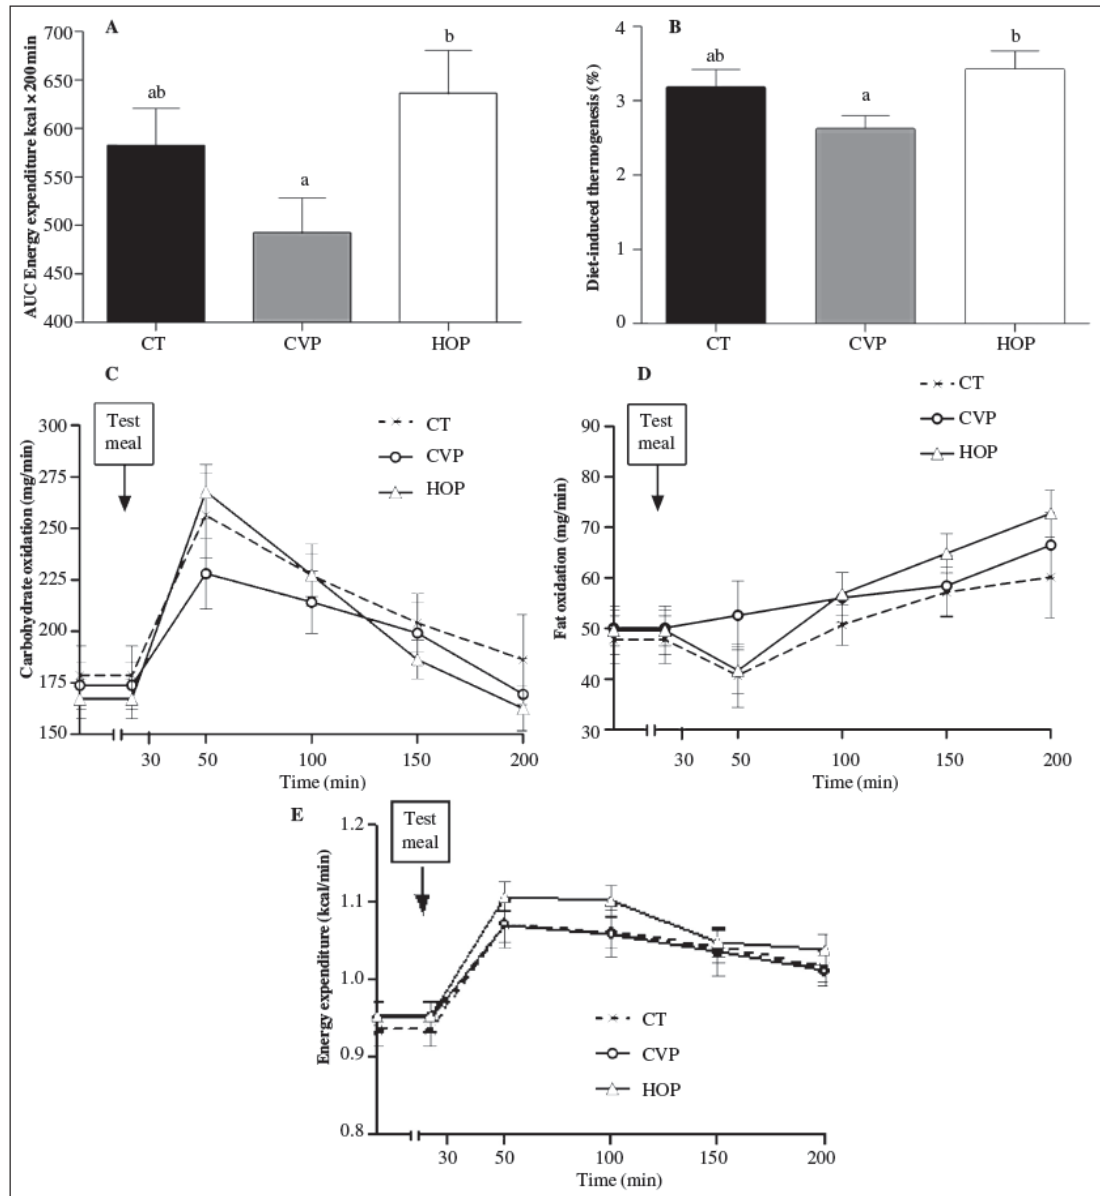 A
AUC Energy expenditure kcal × 200 min
700
650
600
550
500
450
400
ab
a
b
CT
CVP
HOP
B
Diet-induced thermogenesis (%)
4
3
2
1
0
ab
a
b
CT
CVP
HOP
C
Carbohydrate oxidation (mg/min)
300
275
250
225
200
175
150
Test
meal
CT
CVP
HOP
30
50
100
150
200
Time (min)
D
Fat oxidation (mg/min)
90
80
70
60
50
40
30
Test
meal
CT
CVP
HOP
30
50
100
150
200
Time (min)
E
Energy expenditure (kcal/min)
1.2
1.1
1.0
0.9
0.8
Test
meal
CT
CVP
HOP
30
50
100
150
200
Time (min)